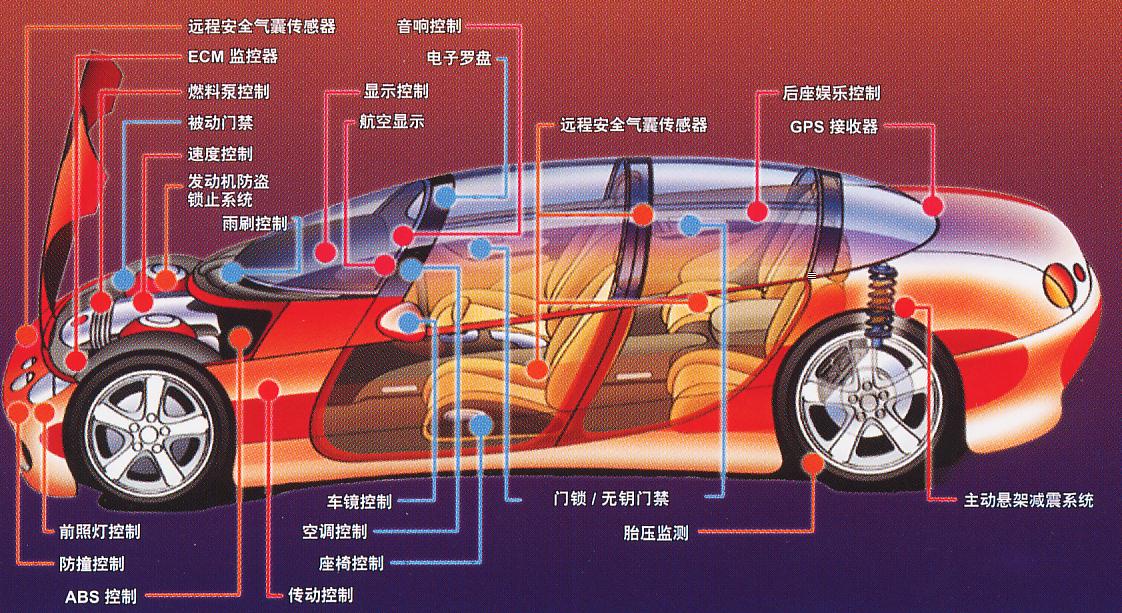 远程安全气囊传感器
ECM 监控器
燃料泵控制
被动门禁
速度控制
发动机防盗
锁止系统
雨刷控制
音响控制
电子罗盘
显示控制
航空显示
远程安全气囊传感器
后座娱乐控制
GPS 接收器
车镜控制
空调控制
座椅控制
传动控制
门锁 / 无钥门禁
胎压监测
主动悬架减震系统
前照灯控制
防撞控制
ABS 控制